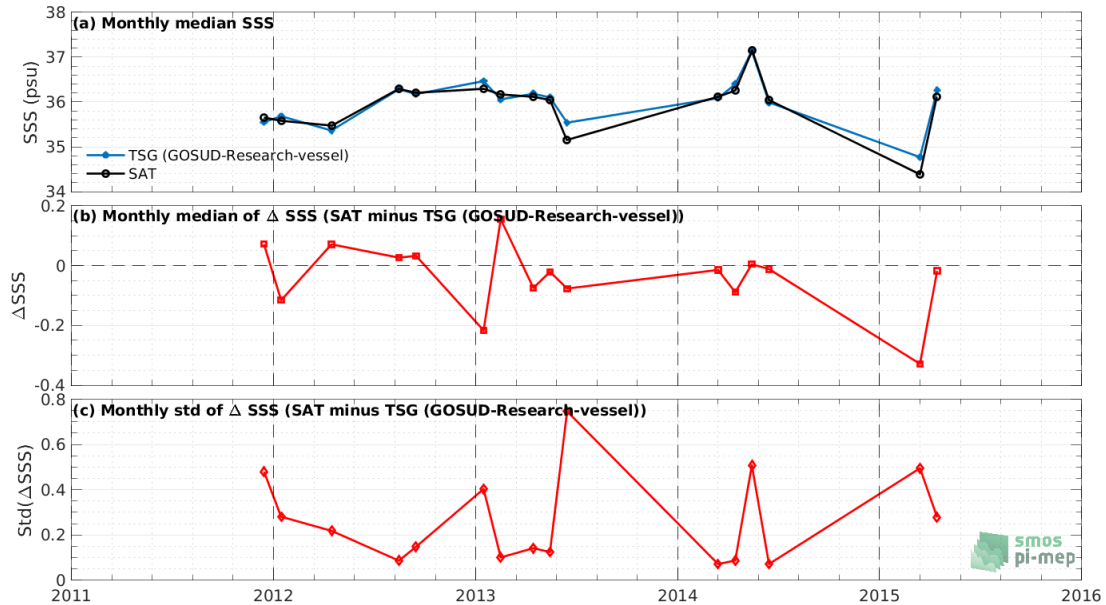 (a) Monthly median SSS
38
37
36
35
34
SSS (psu)
TSG (GOSUD-Research-vessel)
SAT
(b) Monthly median of Δ SSS (SAT minus TSG (GOSUD-Research-vessel))
0.2
0
-0.2
-0.4
ΔSSS
(c) Monthly std of Δ SSS (SAT minus TSG (GOSUD-Research-vessel))
0.8
0.6
0.4
0.2
0
Std(ΔSSS)
smos
pi-mep
2011 2012 2013 2014 2015 2016